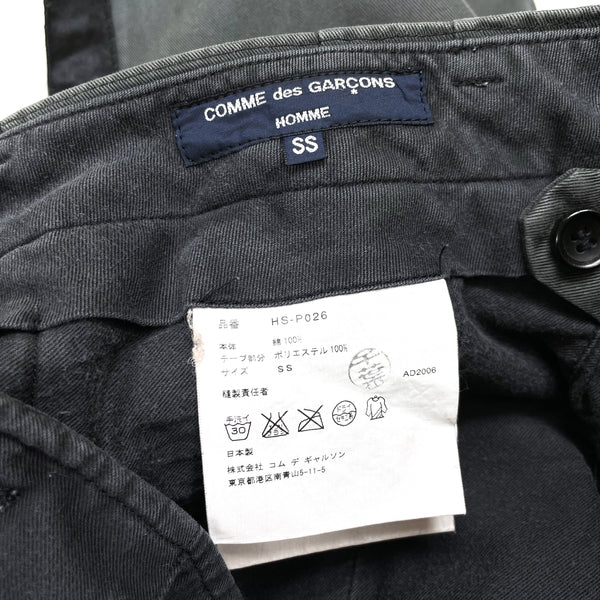 COMME des GARÇONS
HOMME
SS
品番 HS-P026
本体 綿 100%
テープ部分 ポリエステル 100%
サイズ SS
AD2006
縫製責任者
30
日本製
株式会社 コム デ ギャルソン
東京都港区南青山5-11-5